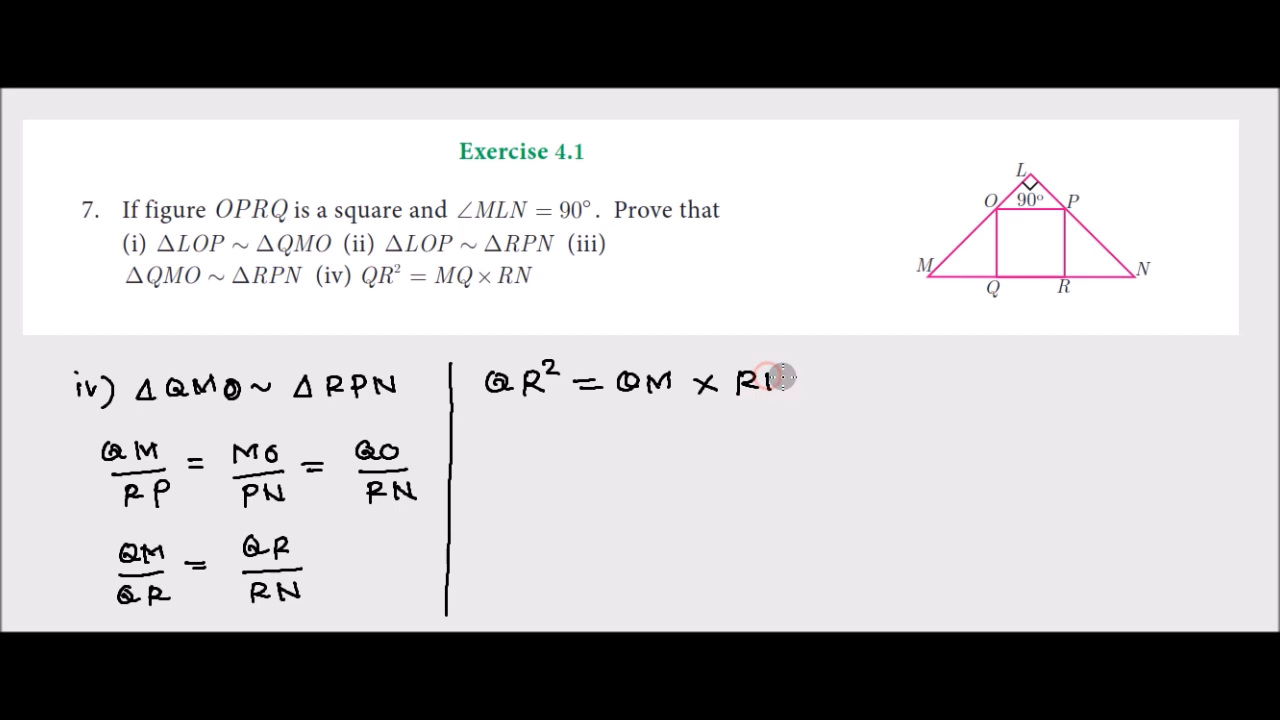 Exercise 4.1
7. If figure OPRQ is a square and ∠MLN = 90°. Prove that
(i) ΔLOP ~ ΔQMO (ii) ΔLOP ~ ΔRPN (iii)
ΔQMO ~ ΔRPN (iv) QR² = MQ × RN
L
O 90° P
M N
Q R
iv) Δ QMO ~ Δ RPN
QM/RP = MO/PN = QO/RN
QM/QR = QR/RN
QR² = QM × R